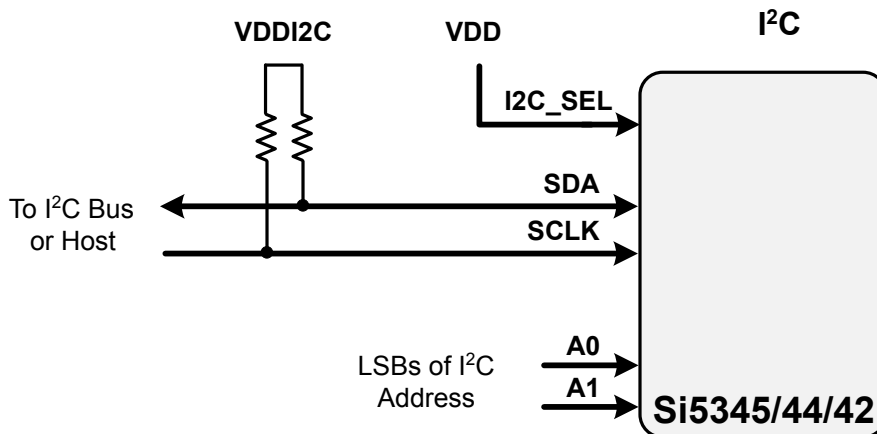 I²C
VDDI2C
VDD
I2C_SEL
SDA
To I²C Bus
or Host
SCLK
A0
LSBs of I²C
Address
A1
Si5345/44/42